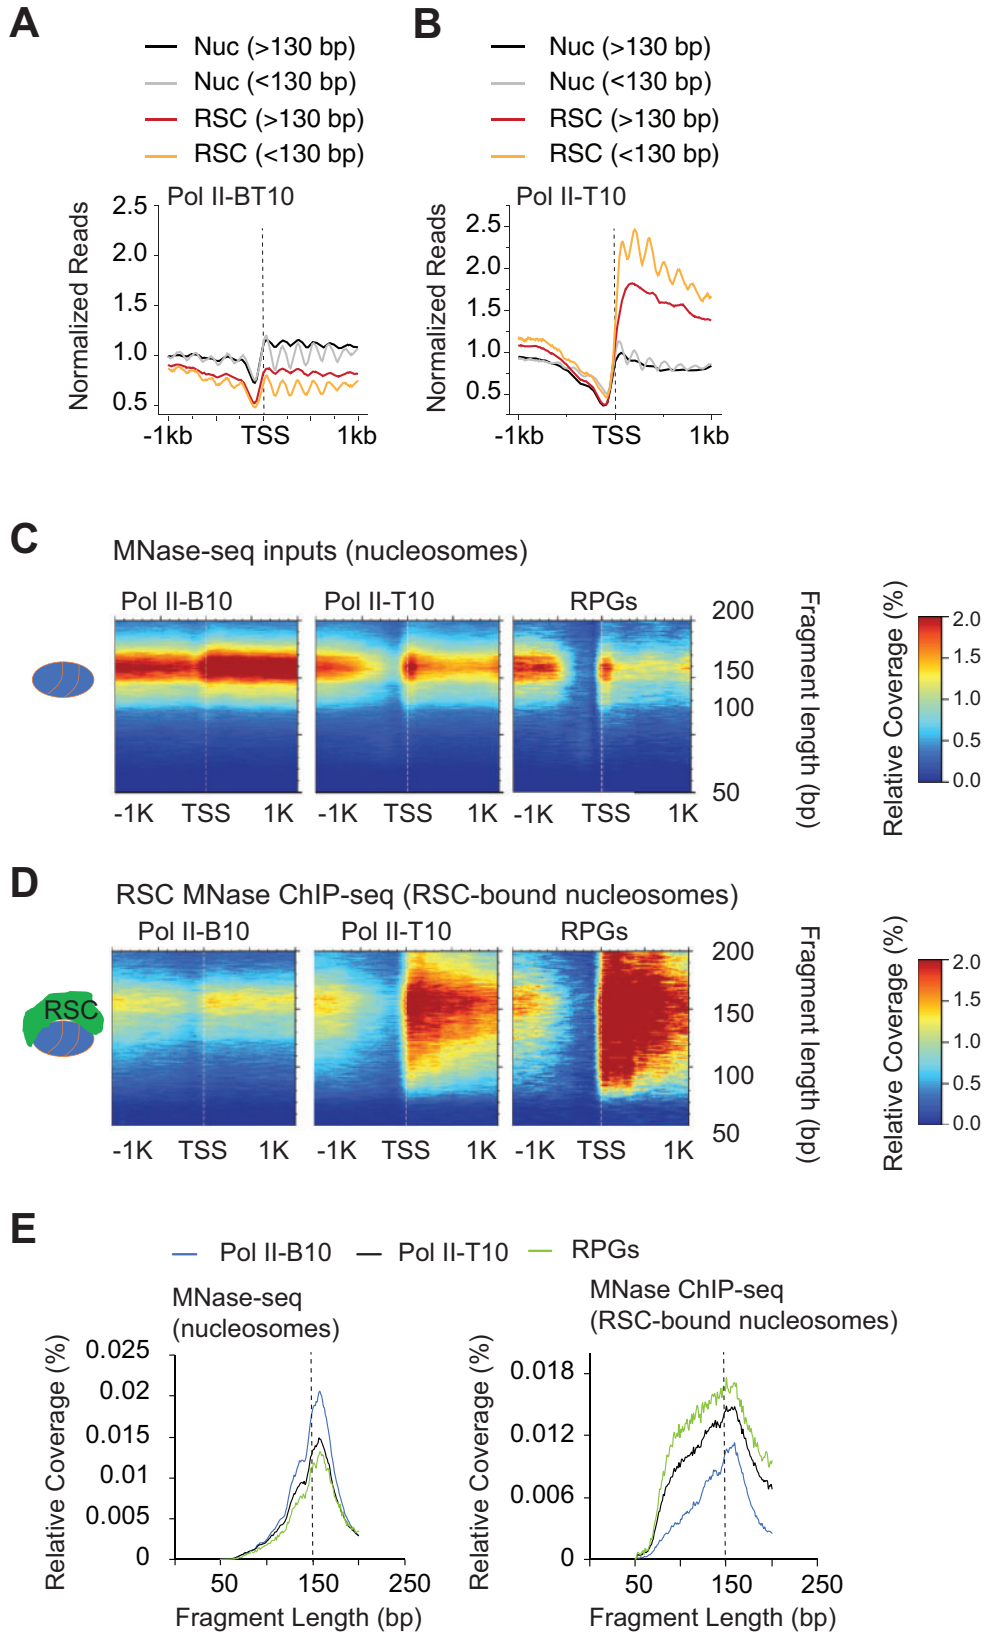 A
Nuc (>130 bp)
Nuc (<130 bp)
RSC (>130 bp)
RSC (<130 bp)
Pol II-BT10
Normalized Reads
2.5
2.0
1.5
1.0
0.5
-1kb TSS 1kb
B
Nuc (>130 bp)
Nuc (<130 bp)
RSC (>130 bp)
RSC (<130 bp)
Pol II-T10
Normalized Reads
2.5
2.0
1.5
1.0
0.5
-1kb TSS 1kb
C
MNase-seq inputs (nucleosomes)
Pol II-B10 Pol II-T10 RPGs
200
150
100
50
Fragment length (bp)
-1K TSS 1K -1K TSS 1K -1K TSS 1K
Relative Coverage (%)
2.0
1.5
1.0
0.5
0.0
D
RSC MNase ChIP-seq (RSC-bound nucleosomes)
Pol II-B10 Pol II-T10 RPGs
RSC
200
150
100
50
Fragment length (bp)
-1K TSS 1K -1K TSS 1K -1K TSS 1K
Relative Coverage (%)
2.0
1.5
1.0
0.5
0.0
E
Pol II-B10 Pol II-T10 RPGs
MNase-seq
(nucleosomes)
Relative Coverage (%)
0.025
0.02
0.015
0.01
0.005
0
50 150 250
Fragment Length (bp)
MNase ChIP-seq
(RSC-bound nucleosomes)
Relative Coverage (%)
0.018
0.012
0.006
0
50 150 250
Fragment Length (bp)